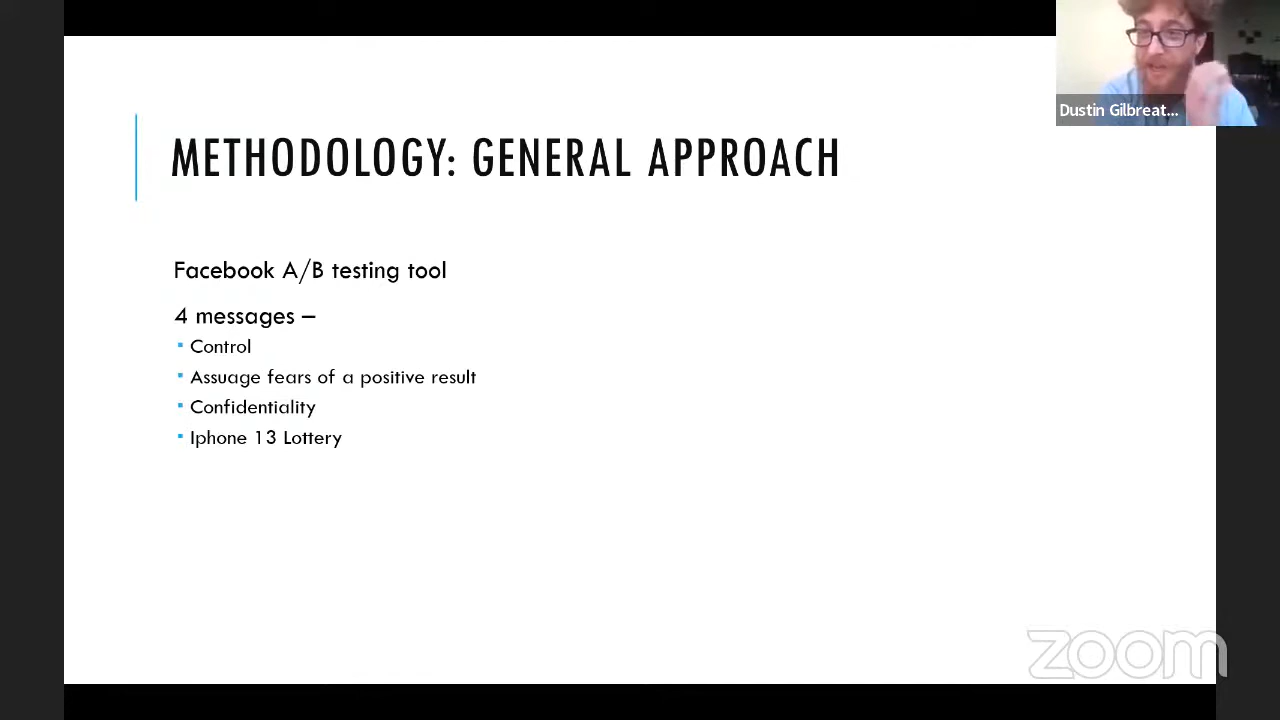 METHODOLOGY: GENERAL APPROACH
Dustin Gilbreat...
Facebook A/B testing tool
4 messages –
Control
Assuage fears of a positive result
Confidentiality
Iphone 13 Lottery
zoom